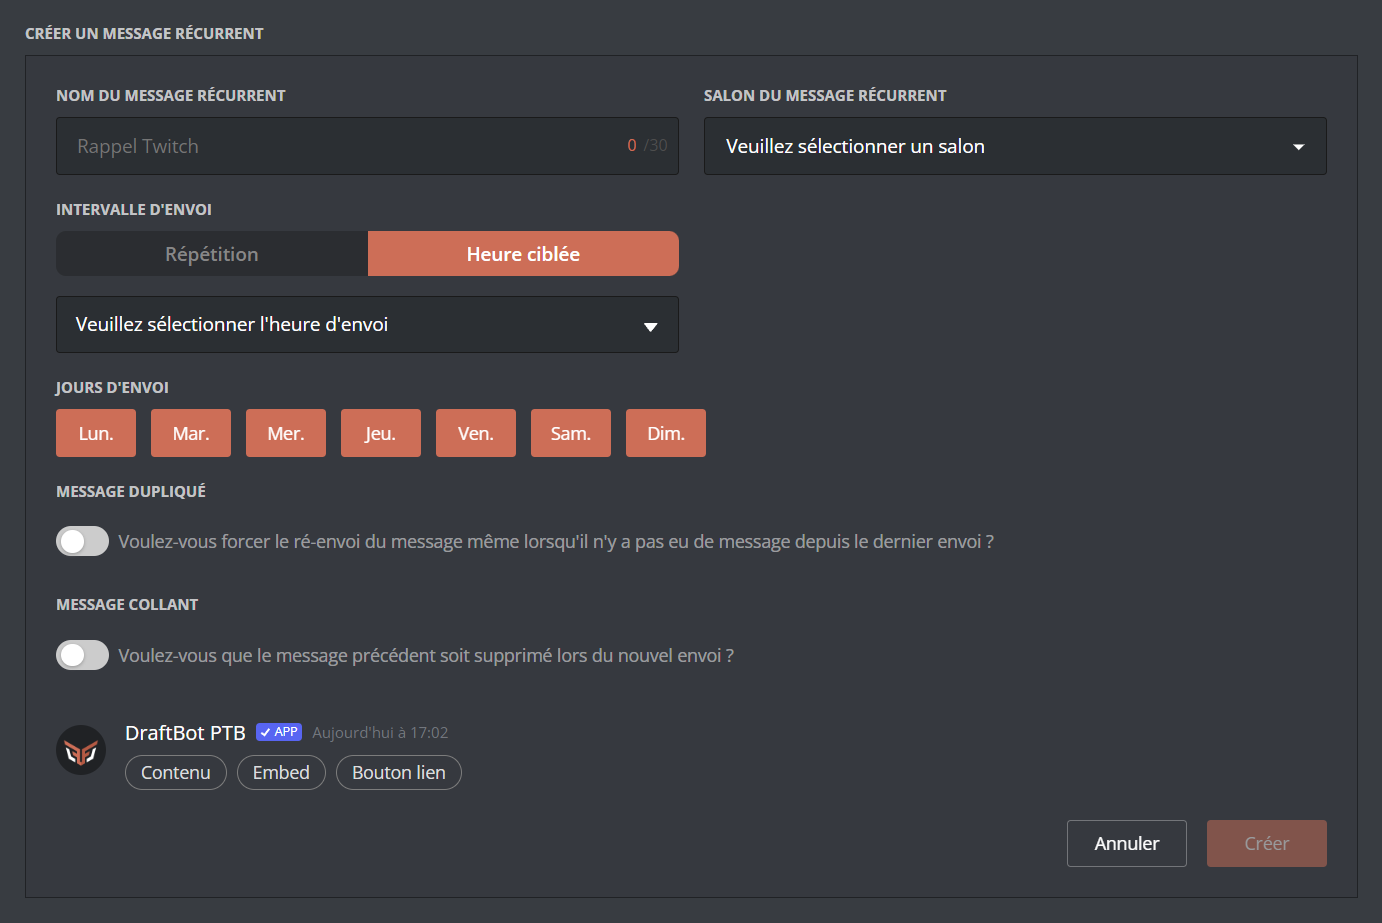 CRÉER UN MESSAGE RÉCURRENT
NOM DU MESSAGE RÉCURRENT
Rappel Twitch 0 /30
SALON DU MESSAGE RÉCURRENT
Veuillez sélectionner un salon
INTERVALLE D'ENVOI
Répétition Heure ciblée
Veuillez sélectionner l'heure d'envoi
JOURS D'ENVOI
Lun. Mar. Mer. Jeu. Ven. Sam. Dim.
MESSAGE DUPLIQUÉ
Voulez-vous forcer le ré-envoi du message même lorsqu'il n'y a pas eu de message depuis le dernier envoi ?
MESSAGE COLLANT
Voulez-vous que le message précédent soit supprimé lors du nouvel envoi ?
DraftBot PTB APP Aujourd'hui à 17:02
Contenu Embed Bouton lien
Annuler Créer